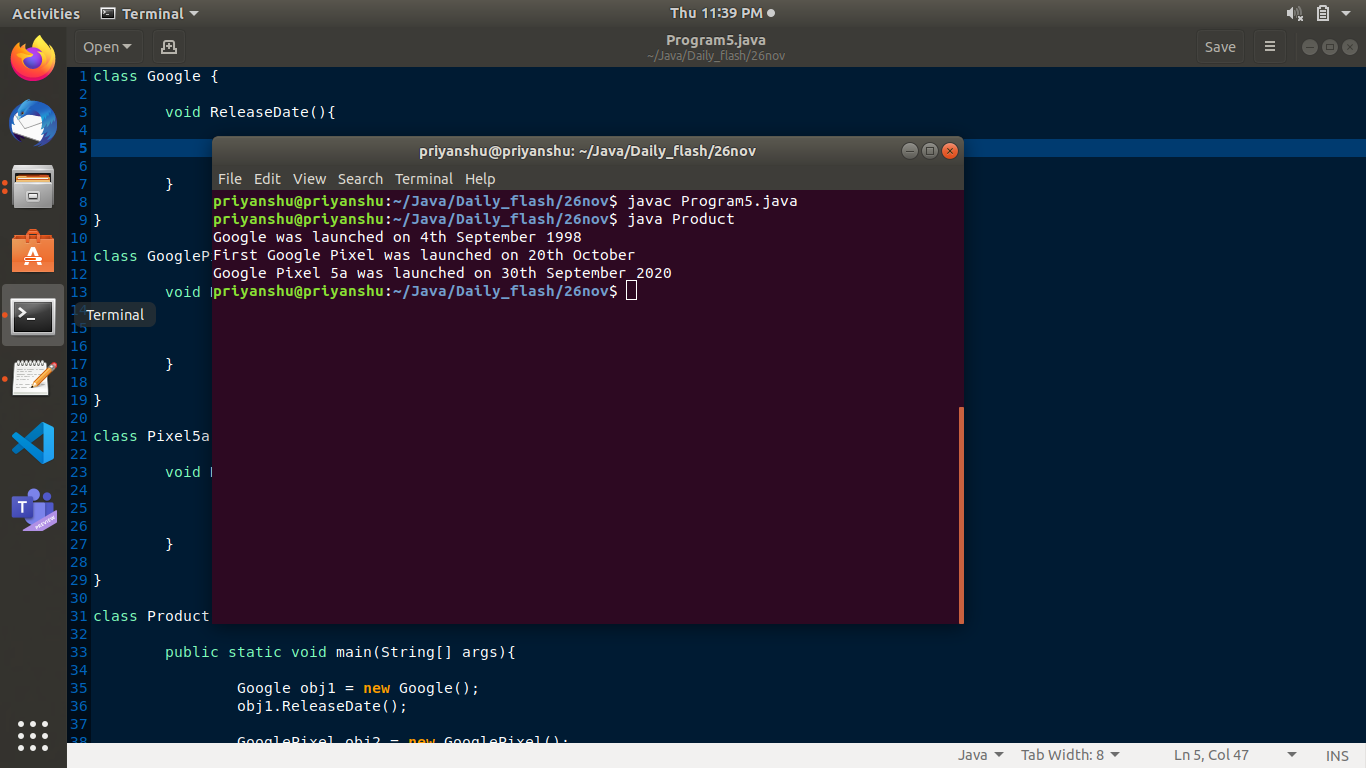 Activities
Terminal
Thu 11:39 PM
Open
Program5.java
~/Java/Daily_flash/26nov
Save
1 class Google {
2
3 void ReleaseDate(){
4
5
6
7 }
8
9 }
10
11 class GoogleP
12
13 void
14
15
16
17 }
18
19 }
20
21 class Pixel5a
22
23 void
24
25
26
27 }
28
29 }
30
31 class Product
32
33 public static void main(String[] args){
34
35 Google obj1 = new Google();
36 obj1.ReleaseDate();
37
38 GooglePixel obj2 = new GooglePixel();
priyanshu@priyanshu: ~/Java/Daily_flash/26nov
File Edit View Search Terminal Help
priyanshu@priyanshu:~/Java/Daily_flash/26nov$ javac Program5.java
priyanshu@priyanshu:~/Java/Daily_flash/26nov$ java Product
Google was launched on 4th September 1998
First Google Pixel was launched on 20th October
Google Pixel 5a was launched on 30th September 2020
priyanshu@priyanshu:~/Java/Daily_flash/26nov$
Terminal
T
PREVIEW
Java
Tab Width: 8
Ln 5, Col 47
INS